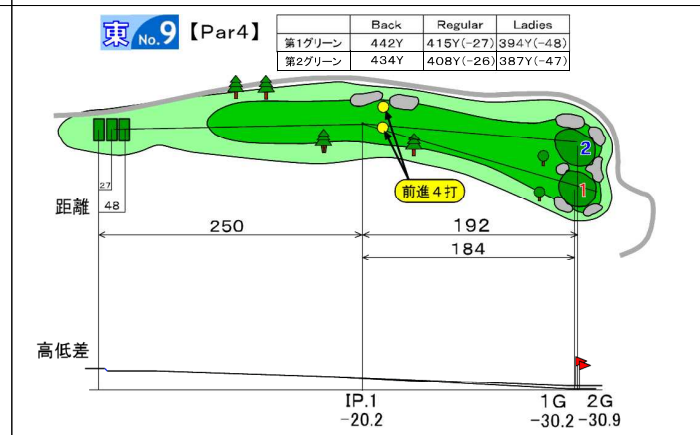 東 No.9 【Par4】
Back Regular Ladies
第1グリーン 442Y 415Y(-27) 394Y(-48)
第2グリーン 434Y 408Y(-26) 387Y(-47)
2
1
前進4打
27
距離 48
250 192
184
高低差
IP.1 1G 2G
-20.2 -30.2 -30.9